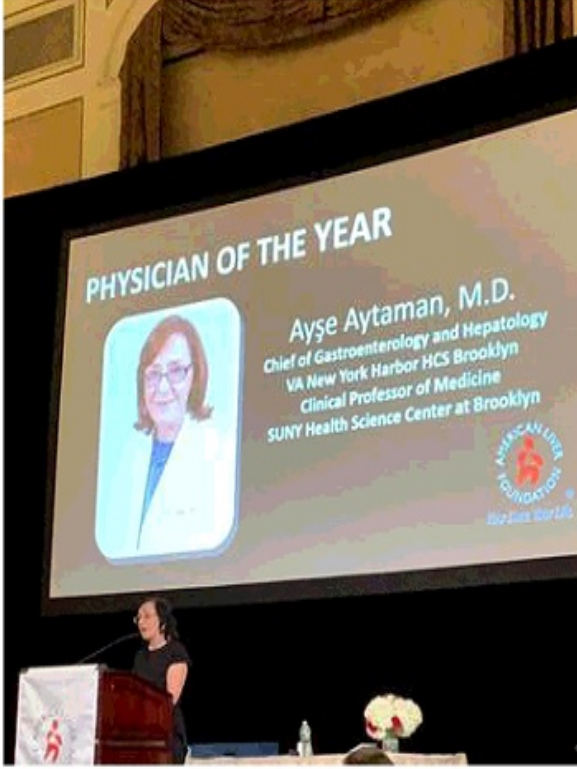 PHYSICIAN OF THE YEAR
Ayşe Aytaman, M.D.
Chief of Gastroenterology and Hepatology
VA New York Harbor HCS Brooklyn
Clinical Professor of Medicine
SUNY Health Science Center at Brooklyn
AMERICAN LIVER
FOUNDATION